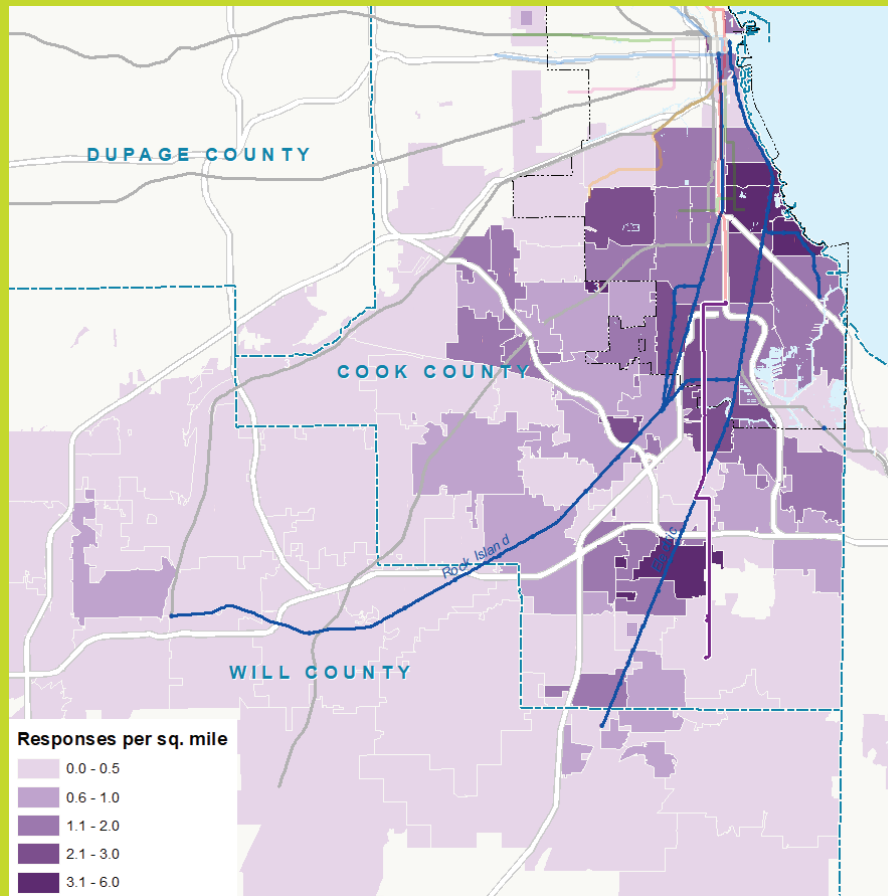 DUPAGE COUNTY
COOK COUNTY
Rock Island
Electric
WILL COUNTY
Responses per sq. mile
0.0 - 0.5
0.6 - 1.0
1.1 - 2.0
2.1 - 3.0
3.1 - 6.0